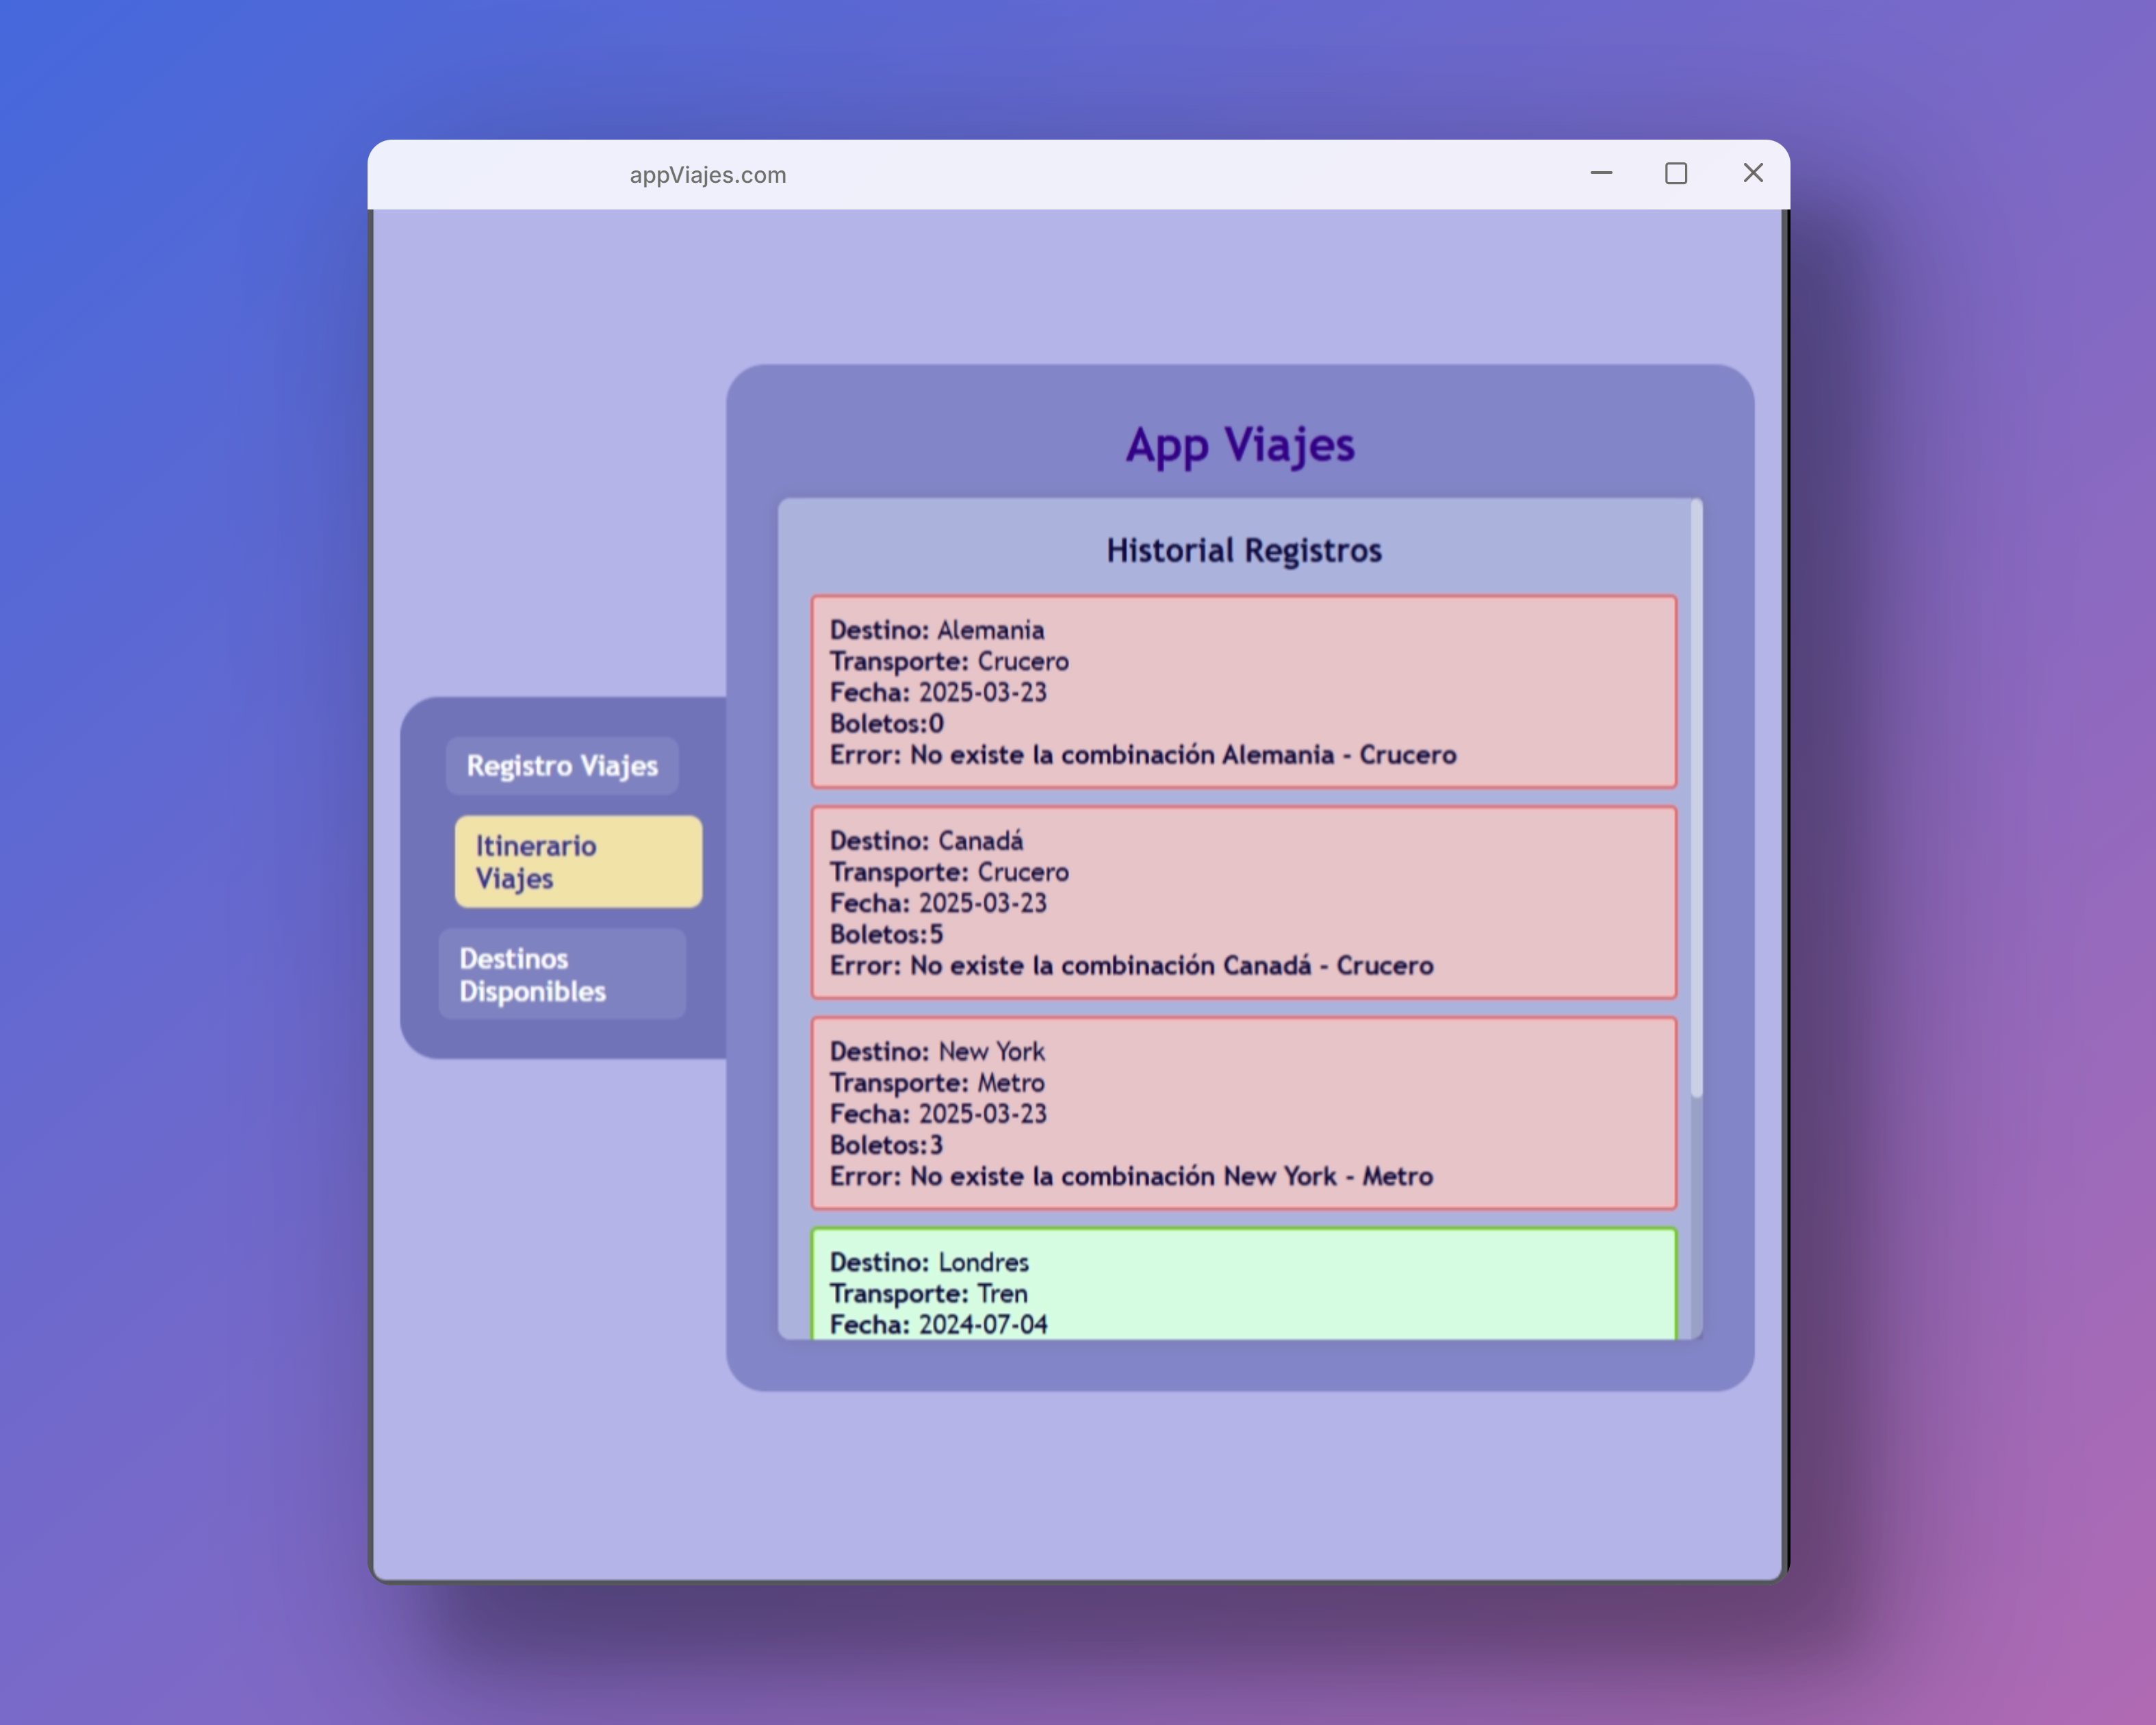 appViajes.com
App Viajes
Registro Viajes
Itinerario
Viajes
Destinos
Disponibles
Historial Registros
Destino: Alemania
Transporte: Crucero
Fecha: 2025-03-23
Boletos:0
Error: No existe la combinación Alemania - Crucero
Destino: Canadá
Transporte: Crucero
Fecha: 2025-03-23
Boletos:5
Error: No existe la combinación Canadá - Crucero
Destino: New York
Transporte: Metro
Fecha: 2025-03-23
Boletos:3
Error: No existe la combinación New York - Metro
Destino: Londres
Transporte: Tren
Fecha: 2024-07-04